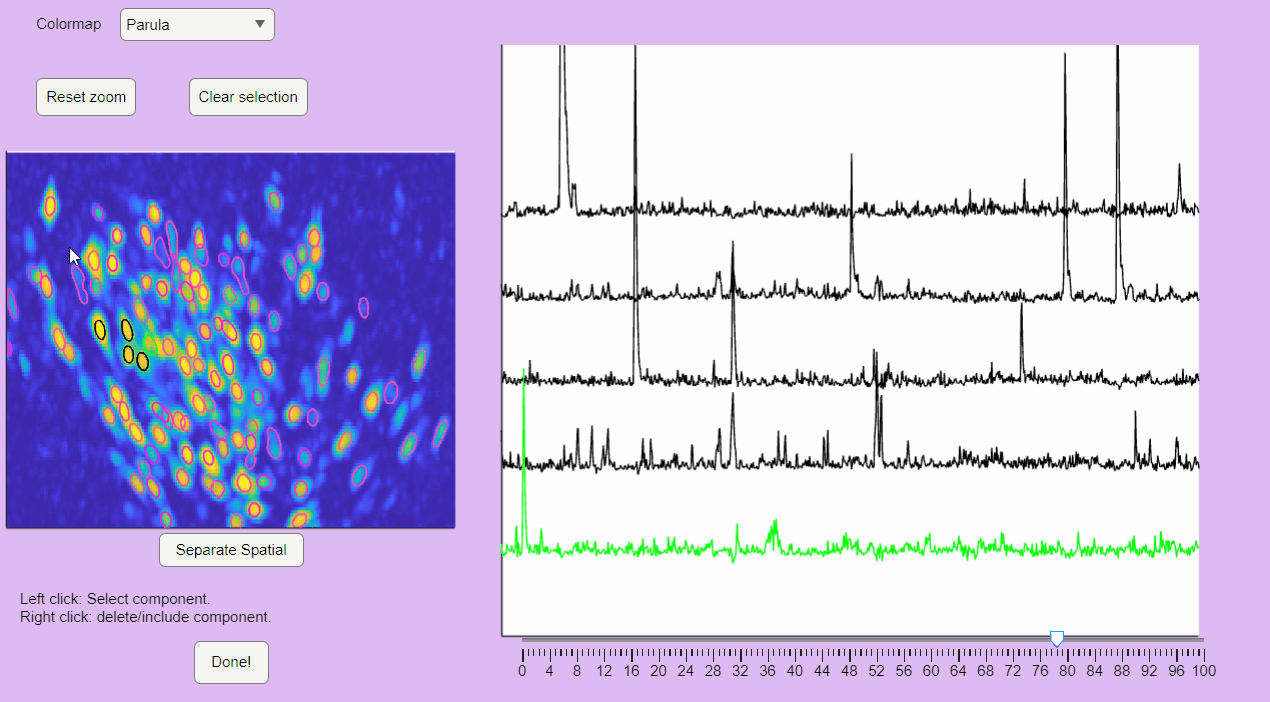 Colormap Parula
Reset zoom Clear selection
Separate Spatial
Left click: Select component.
Right click: delete/include component.
Done!
0 4 8 12 16 20 24 28 32 36 40 44 48 52 56 60 64 68 72 76 80 84 88 92 96 100